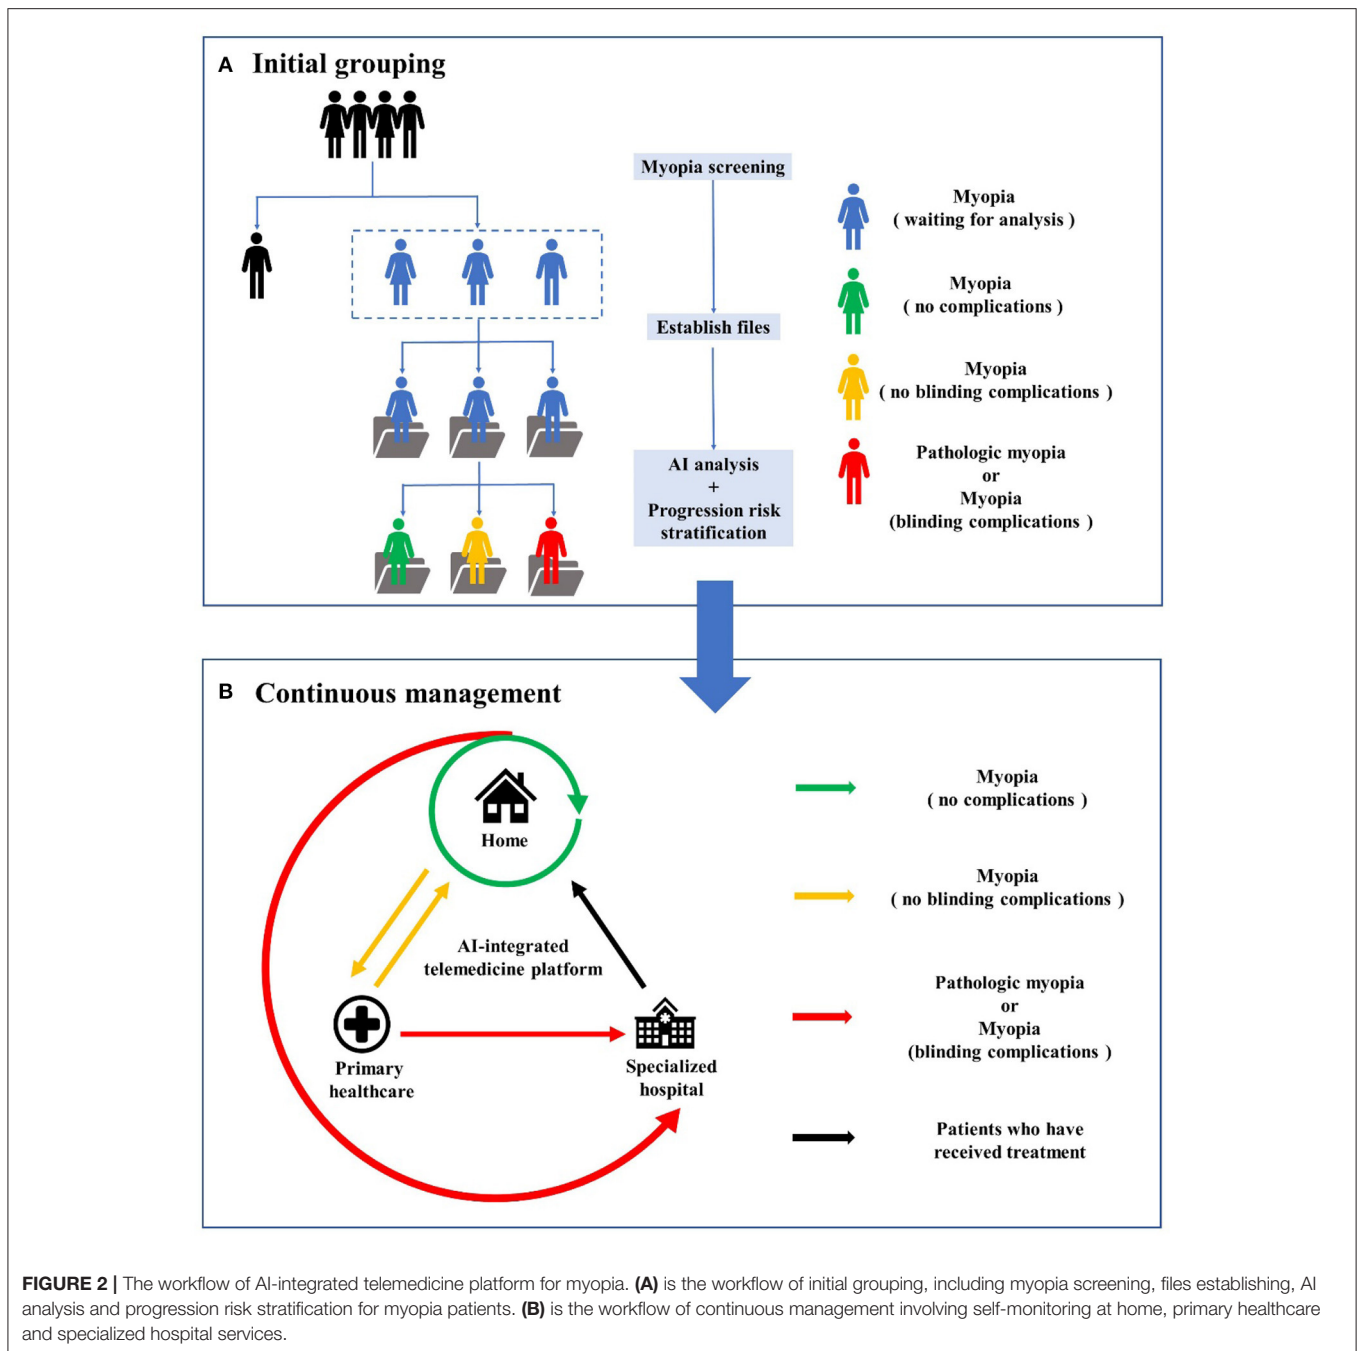 A Initial grouping
Myopia screening
Establish files
AI analysis
+
Progression risk
stratification
Myopia
( waiting for analysis )
Myopia
( no complications )
Myopia
( no blinding complications )
Pathologic myopia
or
Myopia
(blinding complications )
B Continuous management
Home
AI-integrated
telemedicine platform
Primary
healthcare
Specialized
hospital
Myopia
( no complications )
Myopia
( no blinding complications )
Pathologic myopia
or
Myopia
(blinding complications )
Patients who have
received treatment
FIGURE 2 | The workflow of AI-integrated telemedicine platform for myopia. (A) is the workflow of initial grouping, including myopia screening, files establishing, AI
analysis and progression risk stratification for myopia patients. (B) is the workflow of continuous management involving self-monitoring at home, primary healthcare
and specialized hospital services.